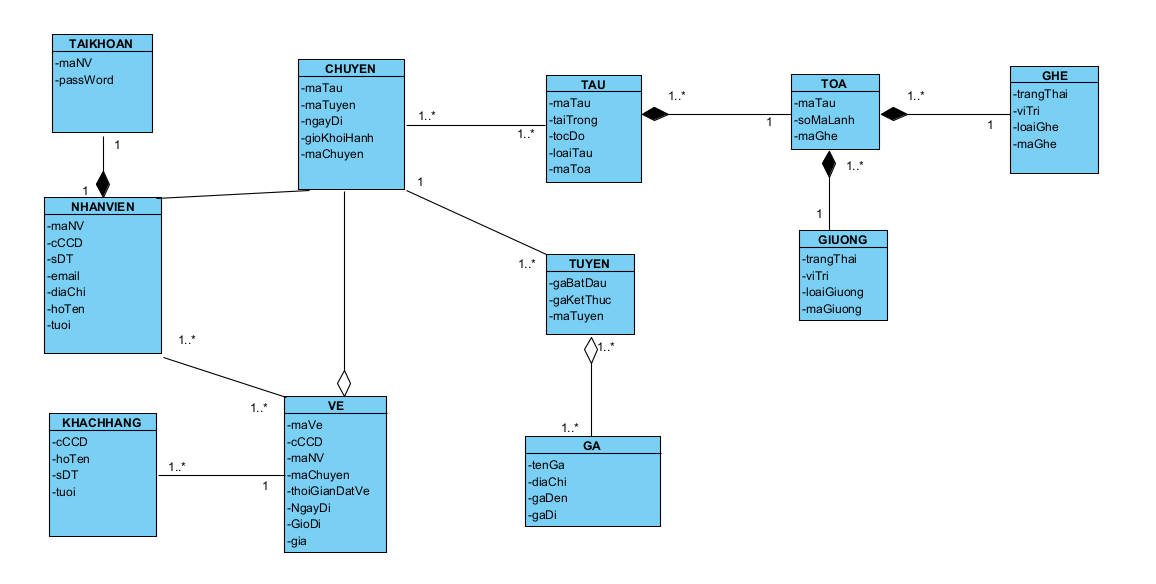 TAIKHOAN
-maNV
-passWord
1
1
NHANVIEN
-maNV
-cCCD
-sDT
-email
-diaChi
-hoTen
-tuoi
1..*
1..*
KHACHHANG
-cCCD
-hoTen
-sDT
-tuoi
1..*
1
CHUYEN
-maTau
-maTuyen
-ngayDi
-gioKhoiHanh
-maChuyen
1..*
1..*
1
1..*
VE
-maVe
-cCCD
-maNV
-maChuyen
-thoiGianDatVe
-NgayDi
-GioDi
-gia
TAU
-maTau
-taiTrong
-tocDo
-loaiTau
-maToa
1..*
1
TUYEN
-gaBatDau
-gaKetThuc
-maTuyen
1..*
1..*
GA
-tenGa
-diaChi
-gaDen
-gaDi
TOA
-maTau
-soMaLanh
-maGhe
1..*
1
1..*
1
GIUONG
-trangThai
-viTri
-loaiGiuong
-maGiuong
GHE
-trangThai
-viTri
-loaiGhe
-maGhe